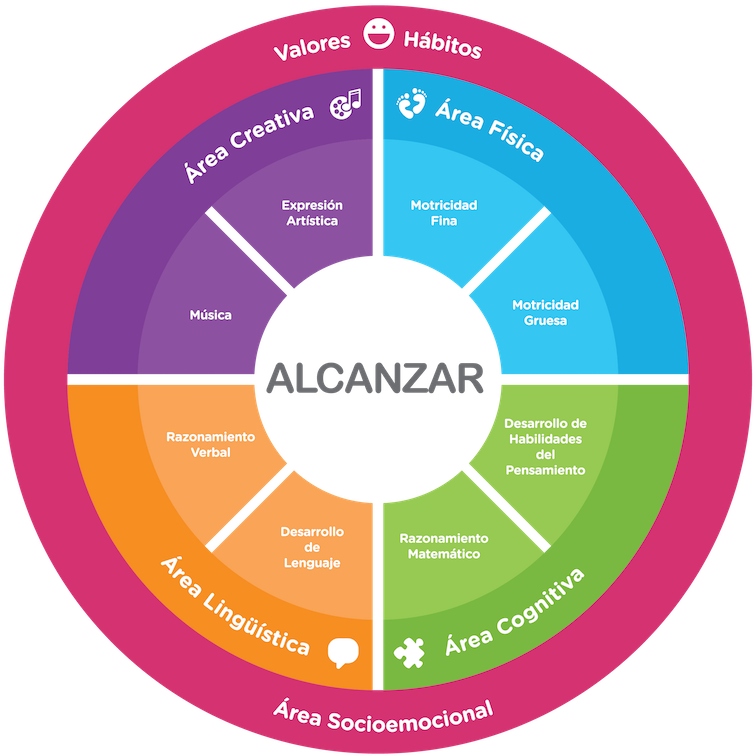 Valores Hábitos
Área Creativa
Área Física
Expresión
Artística
Motricidad
Fina
Música
Motricidad
Gruesa
ALCANZAR
Razonamiento
Verbal
Desarrollo de
Habilidades
del
Pensamiento
Desarrollo
de
Lenguaje
Razonamiento
Matemático
Área Lingüística
Área Cognitiva
Área Socioemocional